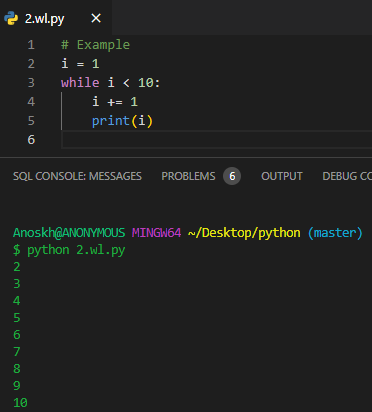 2.wl.py ×
1 # Example
2 i = 1
3 while i < 10:
4     i += 1
5     print(i)
6
SQL CONSOLE: MESSAGES PROBLEMS 6 OUTPUT DEBUG CO
Anoskh@ANONYMOUS MINGW64 ~/Desktop/python (master)
$ python 2.wl.py
2
3
4
5
6
7
8
9
10